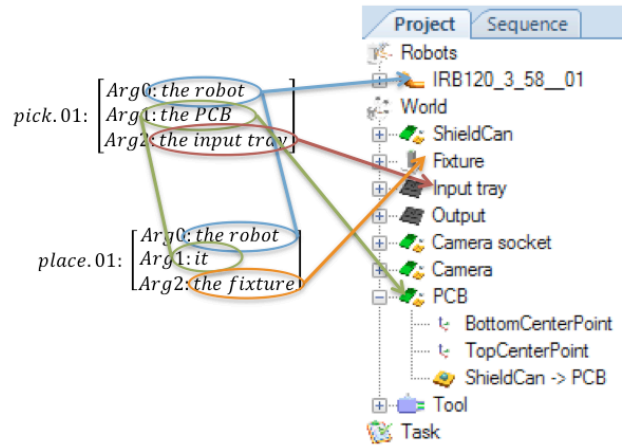 pick.01:
Arg0: the robot
Arg1: the PCB
Arg2: the input tray
place.01:
Arg0: the robot
Arg1: it
Arg2: the fixture
Project Sequence
Robots
IRB120_3_58__01
World
ShieldCan
Fixture
Input tray
Output
Camera socket
Camera
PCB
BottomCenterPoint
TopCenterPoint
ShieldCan -> PCB
Tool
Task